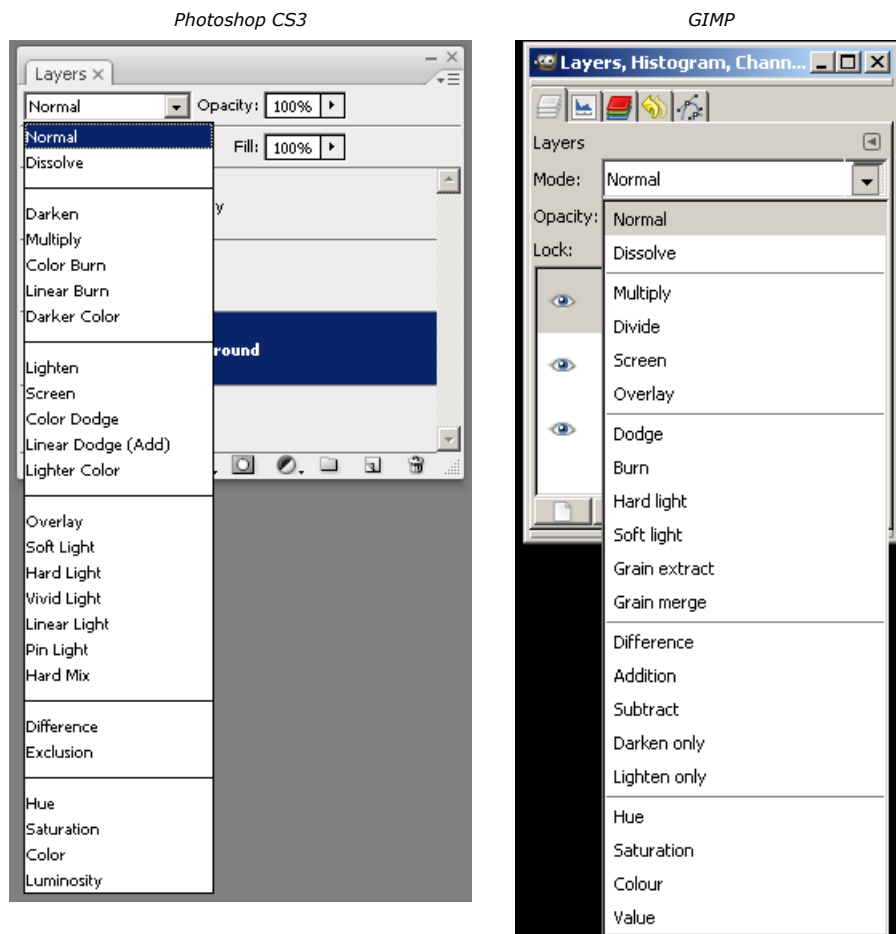 Photoshop CS3
Layers ×
Normal Opacity: 100%
Normal
Fill: 100%
Dissolve
y
Darken
Multiply
Color Burn
Linear Burn
Darker Color
round
Lighten
Screen
Color Dodge
Linear Dodge (Add)
Lighter Color
Overlay
Soft Light
Hard Light
Vivid Light
Linear Light
Pin Light
Hard Mix
Difference
Exclusion
Hue
Saturation
Color
Luminosity
GIMP
Layers, Histogram, Chann...
Layers
Mode: Normal
Opacity:
Normal
Lock:
Dissolve
Multiply
Divide
Screen
Overlay
Dodge
Burn
Hard light
Soft light
Grain extract
Grain merge
Difference
Addition
Subtract
Darken only
Lighten only
Hue
Saturation
Colour
Value